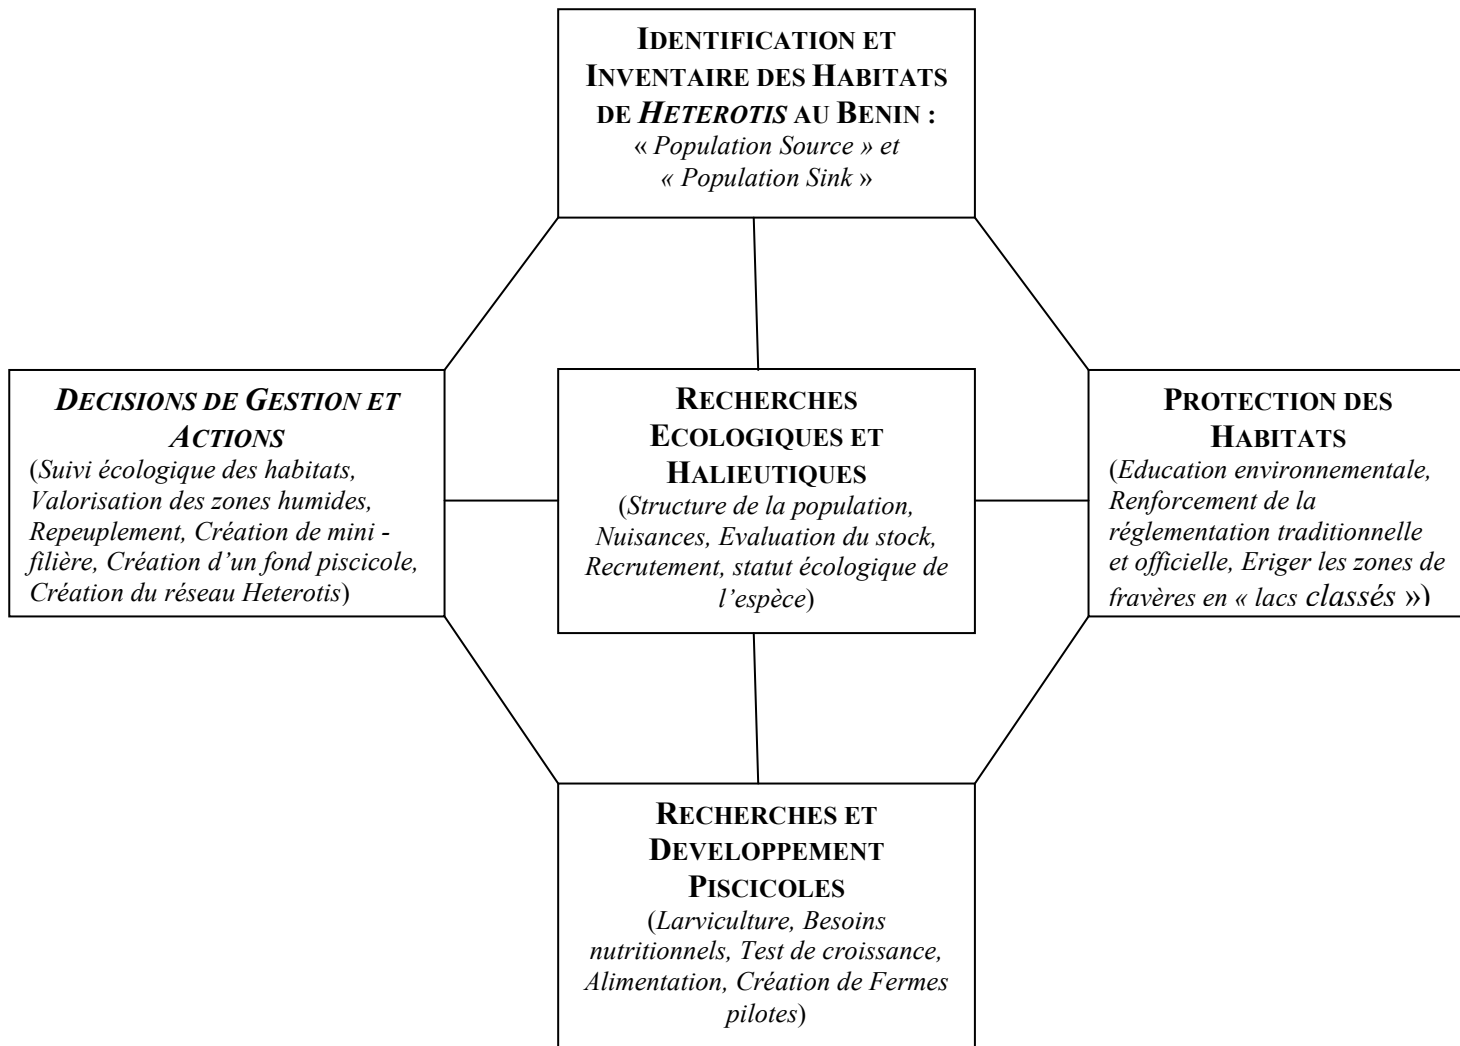 IDENTIFICATION ET
INVENTAIRE DES HABITATS
DE HETEROTIS AU BENIN :
« Population Source » et
« Population Sink »
DECISIONS DE GESTION ET
ACTIONS
(Suivi écologique des habitats,
Valorisation des zones humides,
Repeuplement, Création de mini -
filière, Création d’un fond piscicole,
Création du réseau Heterotis)
RECHERCHES
ECOLOGIQUES ET
HALIEUTIQUES
(Structure de la population,
Nuisances, Evaluation du stock,
Recrutement, statut écologique de
l’espèce)
PROTECTION DES
HABITATS
(Education environnementale,
Renforcement de la
réglementation traditionnelle
et officielle, Eriger les zones de
fravères en « lacs classés »)
RECHERCHES ET
DEVELOPPEMENT
PISCICOLES
(Larviculture, Besoins
nutritionnels, Test de croissance,
Alimentation, Création de Fermes
pilotes)